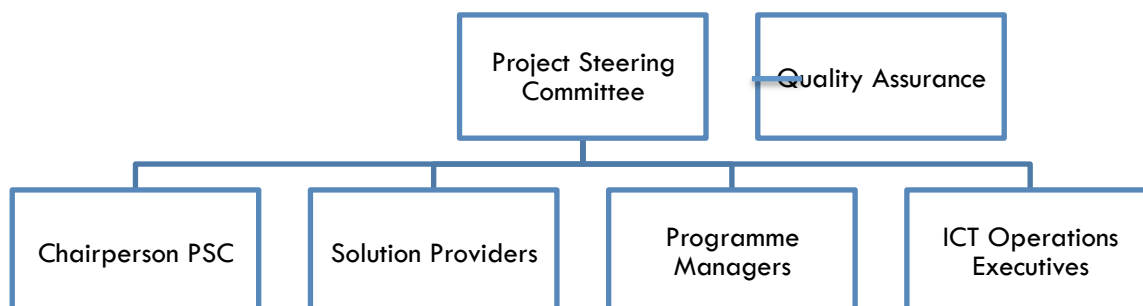 Project Steering
Committee
Quality Assurance
Chairperson PSC
Solution Providers
Programme
Managers
ICT Operations
Executives